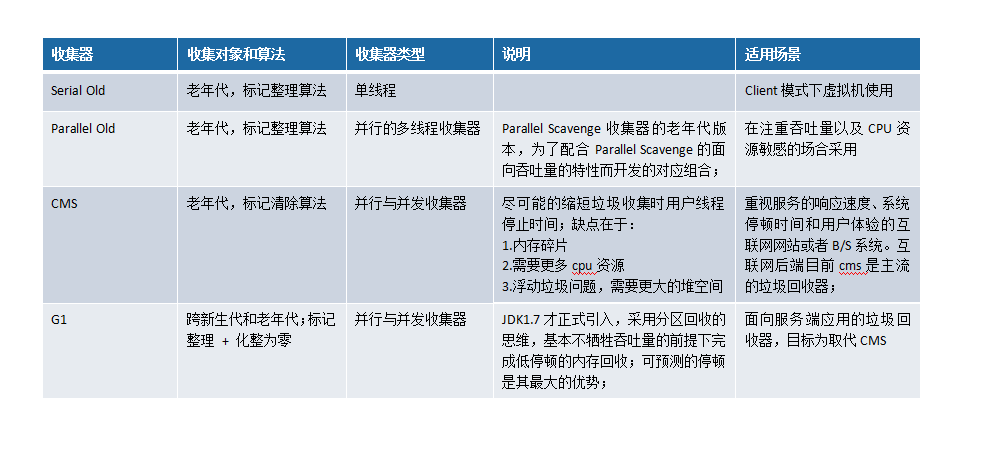 收集器
收集对象和算法
收集器类型
说明
适用场景
Serial Old
老年代，标记整理算法
单线程
Client 模式下虚拟机使用
Parallel Old
老年代，标记整理算法
并行的多线程收集器
Parallel Scavenge 收集器的老年代版
本，为了配合 Parallel Scavenge 的面
向吞吐量的特性而开发的对应组合；
在注重吞吐量以及 CPU 资
源敏感的场合采用
CMS
老年代，标记清除算法
并行与并发收集器
尽可能的缩短垃圾收集时用户线程
停止时间；缺点在于：
1.内存碎片
2.需要更多 cpu 资源
3.浮动垃圾问题，需要更大的堆空间
重视服务的响应速度、系统
停顿时间和用户体验的互
联网网站或者 B/S 系统。互
联网后端目前 cms 是主流
的垃圾回收器；
G1
跨新生代和老年代；标记
整理 + 化整为零
并行与并发收集器
JDK1.7 才正式引入，采用分区回收的
思维，基本不牺牲吞吐量的前提下完
成低停顿的内存回收；可预测的停顿
是其最大的优势；
面向服务端应用的垃圾回
收器，目标为取代 CMS